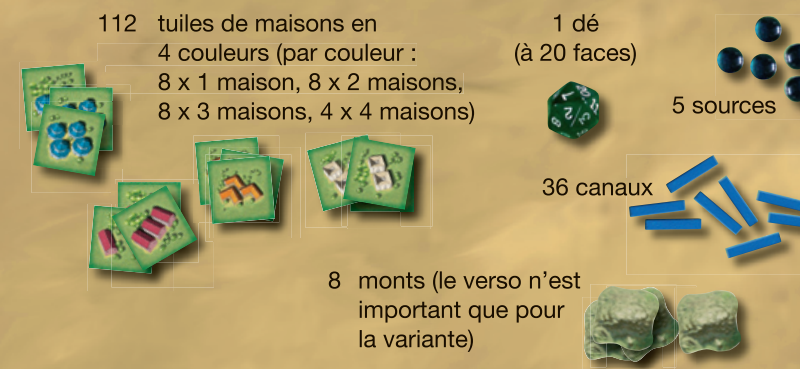 112 tuiles de maisons en
4 couleurs (par couleur :
8 x 1 maison, 8 x 2 maisons,
8 x 3 maisons, 4 x 4 maisons)
1 dé
(à 20 faces)
5 sources
36 canaux
8 monts (le verso n’est
important que pour
la variante)